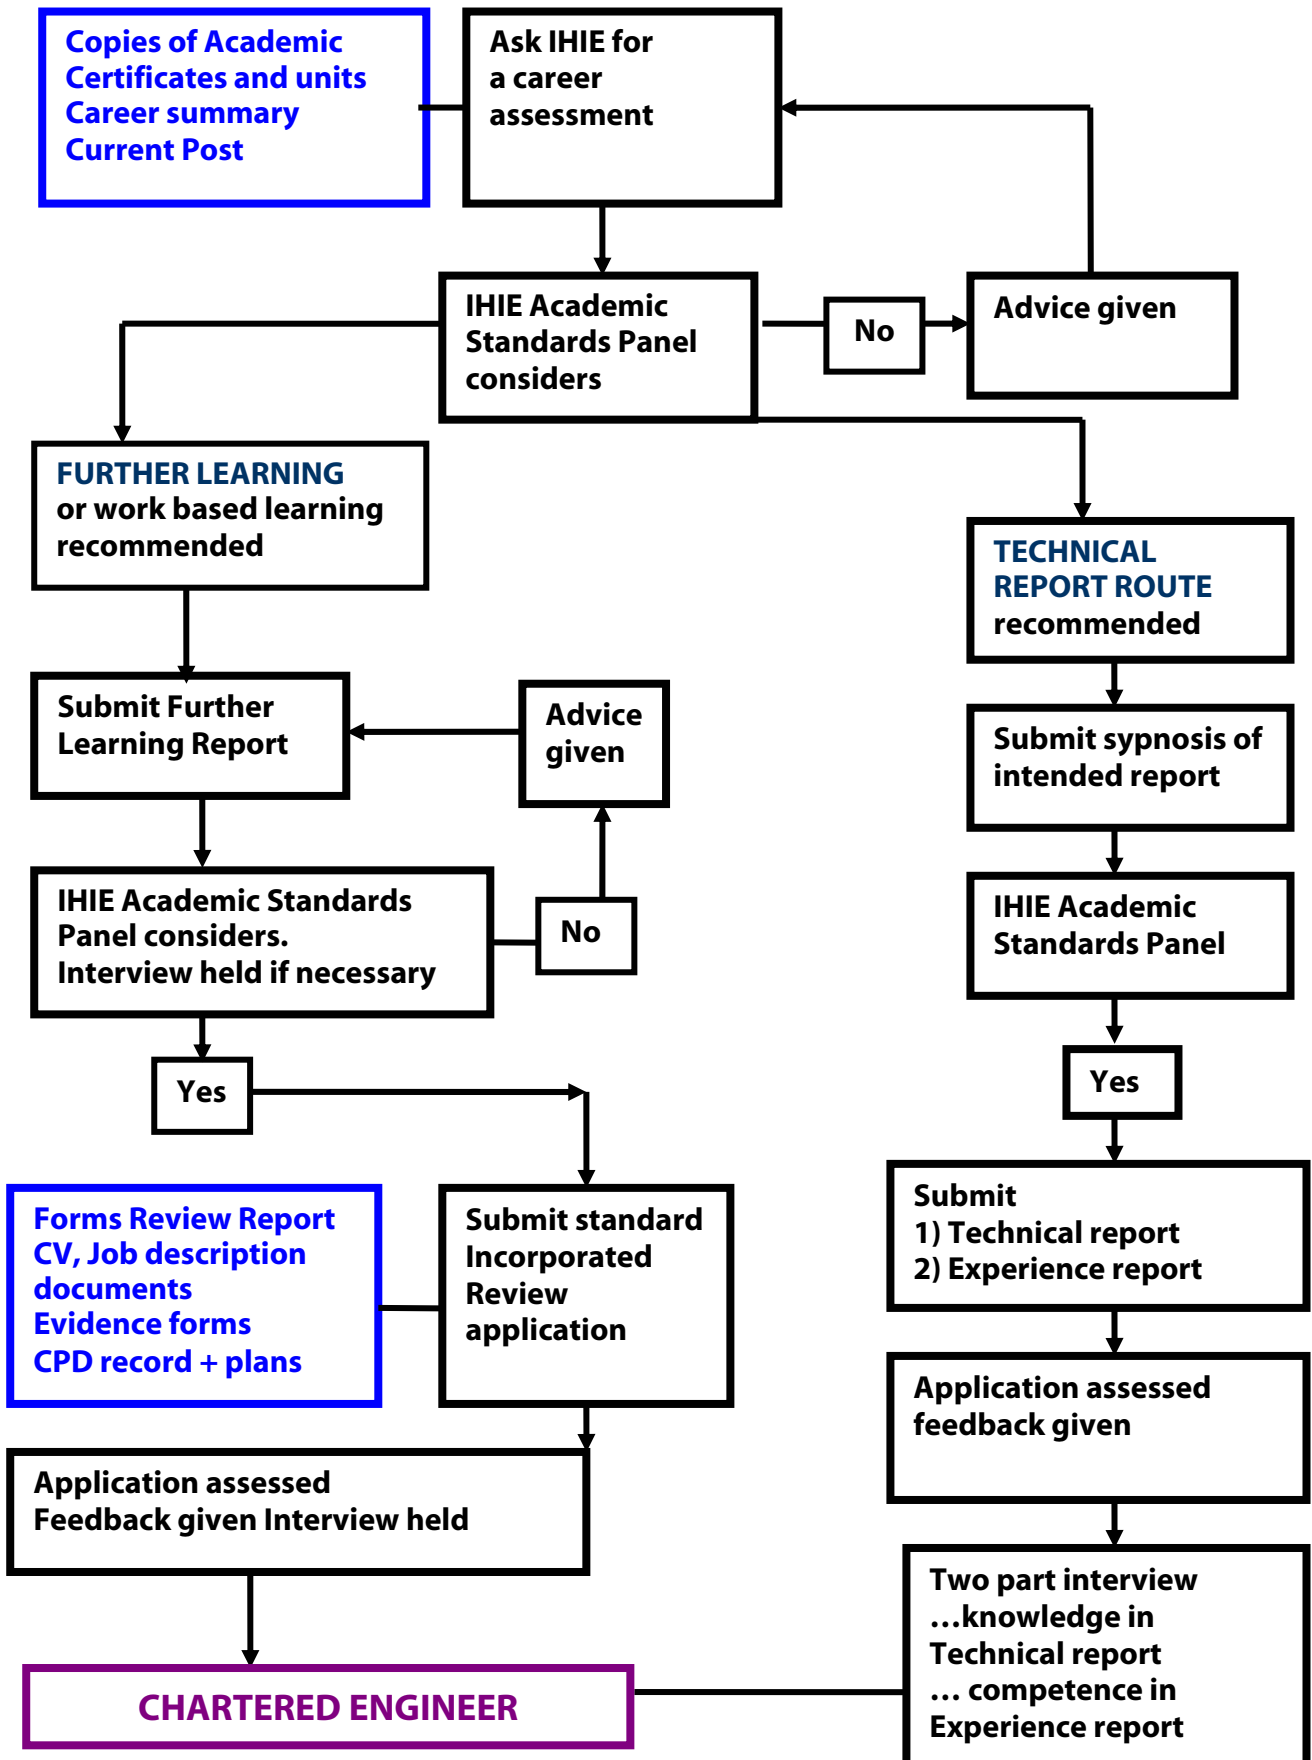 Copies of Academic
Certificates and units
Career summary
Current Post
Ask IHIE for
a career
assessment
IHIE Academic
Standards Panel
considers
No
Advice given
FURTHER LEARNING
or work based learning
recommended
TECHNICAL
REPORT ROUTE
recommended
Submit Further
Learning Report
Advice
given
Submit sypnosis of
intended report
IHIE Academic Standards
Panel considers.
Interview held if necessary
No
IHIE Academic
Standards Panel
Yes
Yes
Forms Review Report
CV, Job description
documents
Evidence forms
CPD record + plans
Submit standard
Incorporated
Review
application
Submit
1) Technical report
2) Experience report
Application assessed
feedback given
Application assessed
Feedback given Interview held
Two part interview
…knowledge in
Technical report
… competence in
Experience report
CHARTERED ENGINEER